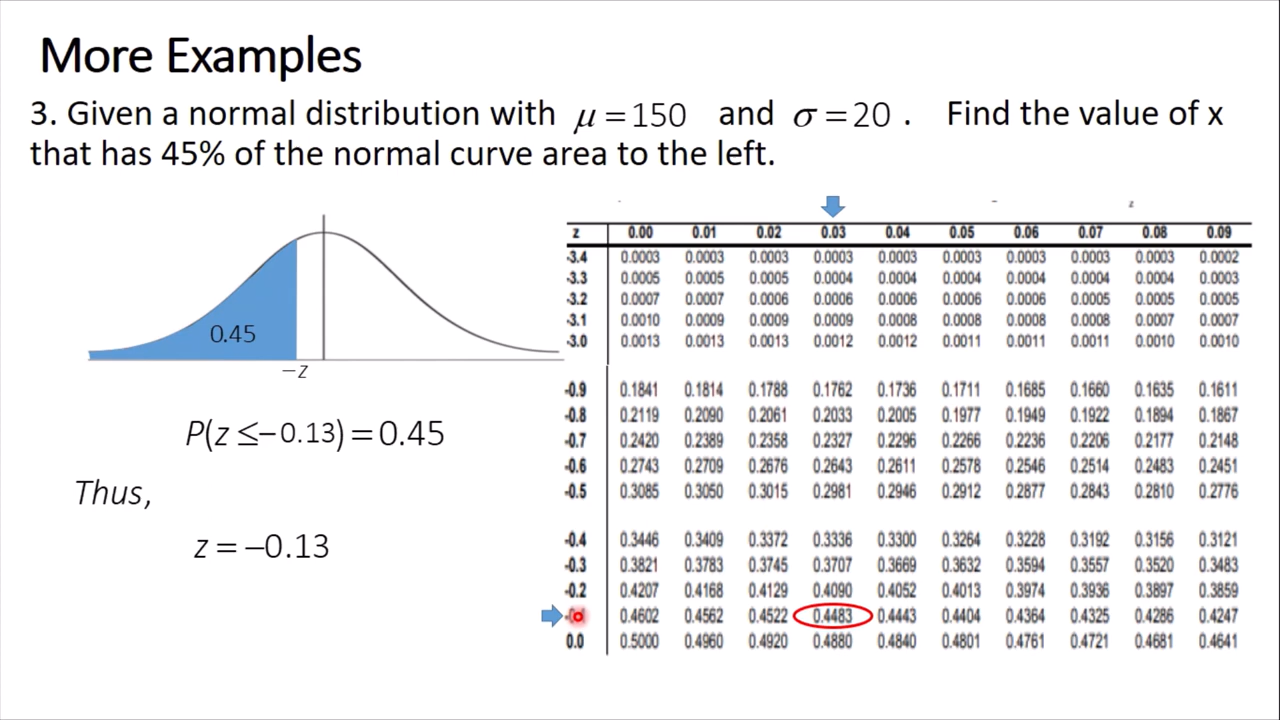 More Examples
3. Given a normal distribution with μ = 150 and σ = 20 . Find the value of x
that has 45% of the normal curve area to the left.
0.45
−z
P(z ≤ −0.13) = 0.45
Thus,
z = −0.13
z 0.00 0.01 0.02 0.03 0.04 0.05 0.06 0.07 0.08 0.09
-3.4 0.0003 0.0003 0.0003 0.0003 0.0003 0.0003 0.0003 0.0003 0.0003 0.0002
-3.3 0.0005 0.0005 0.0005 0.0004 0.0004 0.0004 0.0004 0.0004 0.0004 0.0003
-3.2 0.0007 0.0007 0.0006 0.0006 0.0006 0.0006 0.0006 0.0005 0.0005 0.0005
-3.1 0.0010 0.0009 0.0009 0.0009 0.0008 0.0008 0.0008 0.0008 0.0007 0.0007
-3.0 0.0013 0.0013 0.0013 0.0012 0.0012 0.0011 0.0011 0.0011 0.0010 0.0010
-0.9 0.1841 0.1814 0.1788 0.1762 0.1736 0.1711 0.1685 0.1660 0.1635 0.1611
-0.8 0.2119 0.2090 0.2061 0.2033 0.2005 0.1977 0.1949 0.1922 0.1894 0.1867
-0.7 0.2420 0.2389 0.2358 0.2327 0.2296 0.2266 0.2236 0.2206 0.2177 0.2148
-0.6 0.2743 0.2709 0.2676 0.2643 0.2611 0.2578 0.2546 0.2514 0.2483 0.2451
-0.5 0.3085 0.3050 0.3015 0.2981 0.2946 0.2912 0.2877 0.2843 0.2810 0.2776
-0.4 0.3446 0.3409 0.3372 0.3336 0.3300 0.3264 0.3228 0.3192 0.3156 0.3121
-0.3 0.3821 0.3783 0.3745 0.3707 0.3669 0.3632 0.3594 0.3557 0.3520 0.3483
-0.2 0.4207 0.4168 0.4129 0.4090 0.4052 0.4013 0.3974 0.3936 0.3897 0.3859
0.4602 0.4562 0.4522 0.4483 0.4443 0.4404 0.4364 0.4325 0.4286 0.4247
0.0 0.5000 0.4960 0.4920 0.4880 0.4840 0.4801 0.4761 0.4721 0.4681 0.4641